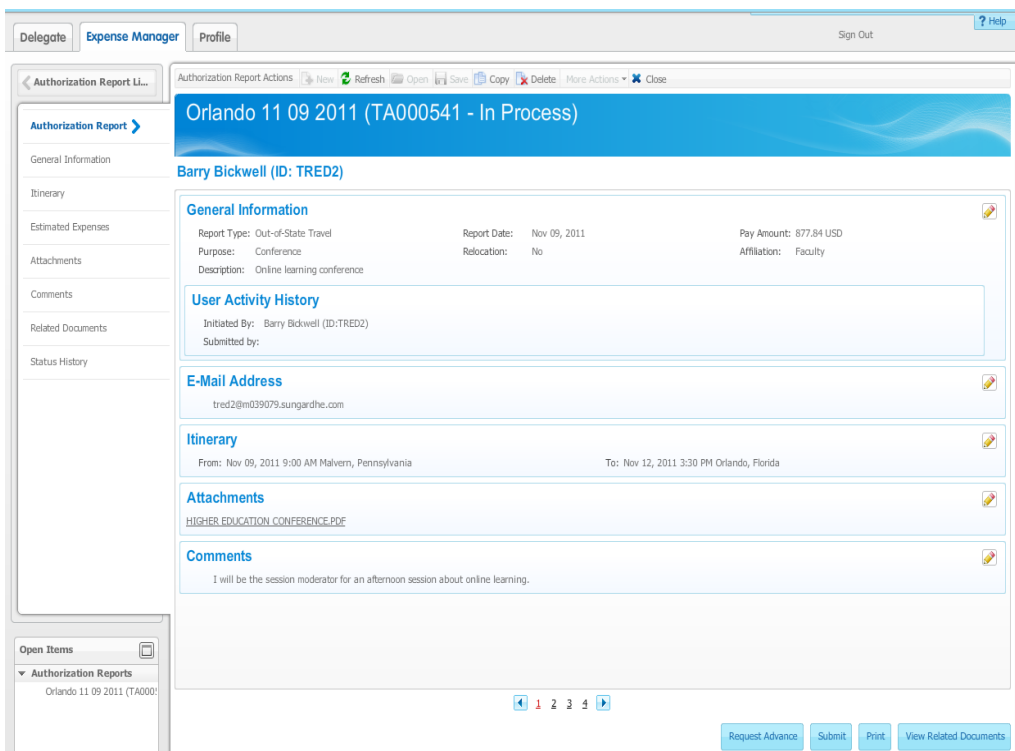 ? Help
Delegate Expense Manager Profile Sign Out
Authorization Report Li...
Authorization Report
General Information
Itinerary
Estimated Expenses
Attachments
Comments
Related Documents
Status History
Open Items
Authorization Reports
Orlando 11 09 2011 (TA000
Authorization Report Actions New Refresh Open Save Copy Delete More Actions Close
Orlando 11 09 2011 (TA000541 - In Process)
Barry Bickwell (ID: TRED2)
General Information
Report Type: Out-of-State Travel Report Date: Nov 09, 2011 Pay Amount: 877.84 USD
Purpose: Conference Relocation: No Affiliation: Faculty
Description: Online learning conference
User Activity History
Initiated By: Barry Bickwell (ID:TRED2)
Submitted by:
E-Mail Address
tred2@m039079.sungardhe.com
Itinerary
From: Nov 09, 2011 9:00 AM Malvern, Pennsylvania To: Nov 12, 2011 3:30 PM Orlando, Florida
Attachments
HIGHER EDUCATION CONFERENCE.PDF
Comments
I will be the session moderator for an afternoon session about online learning.
1 2 3 4
Request Advance Submit Print View Related Documents